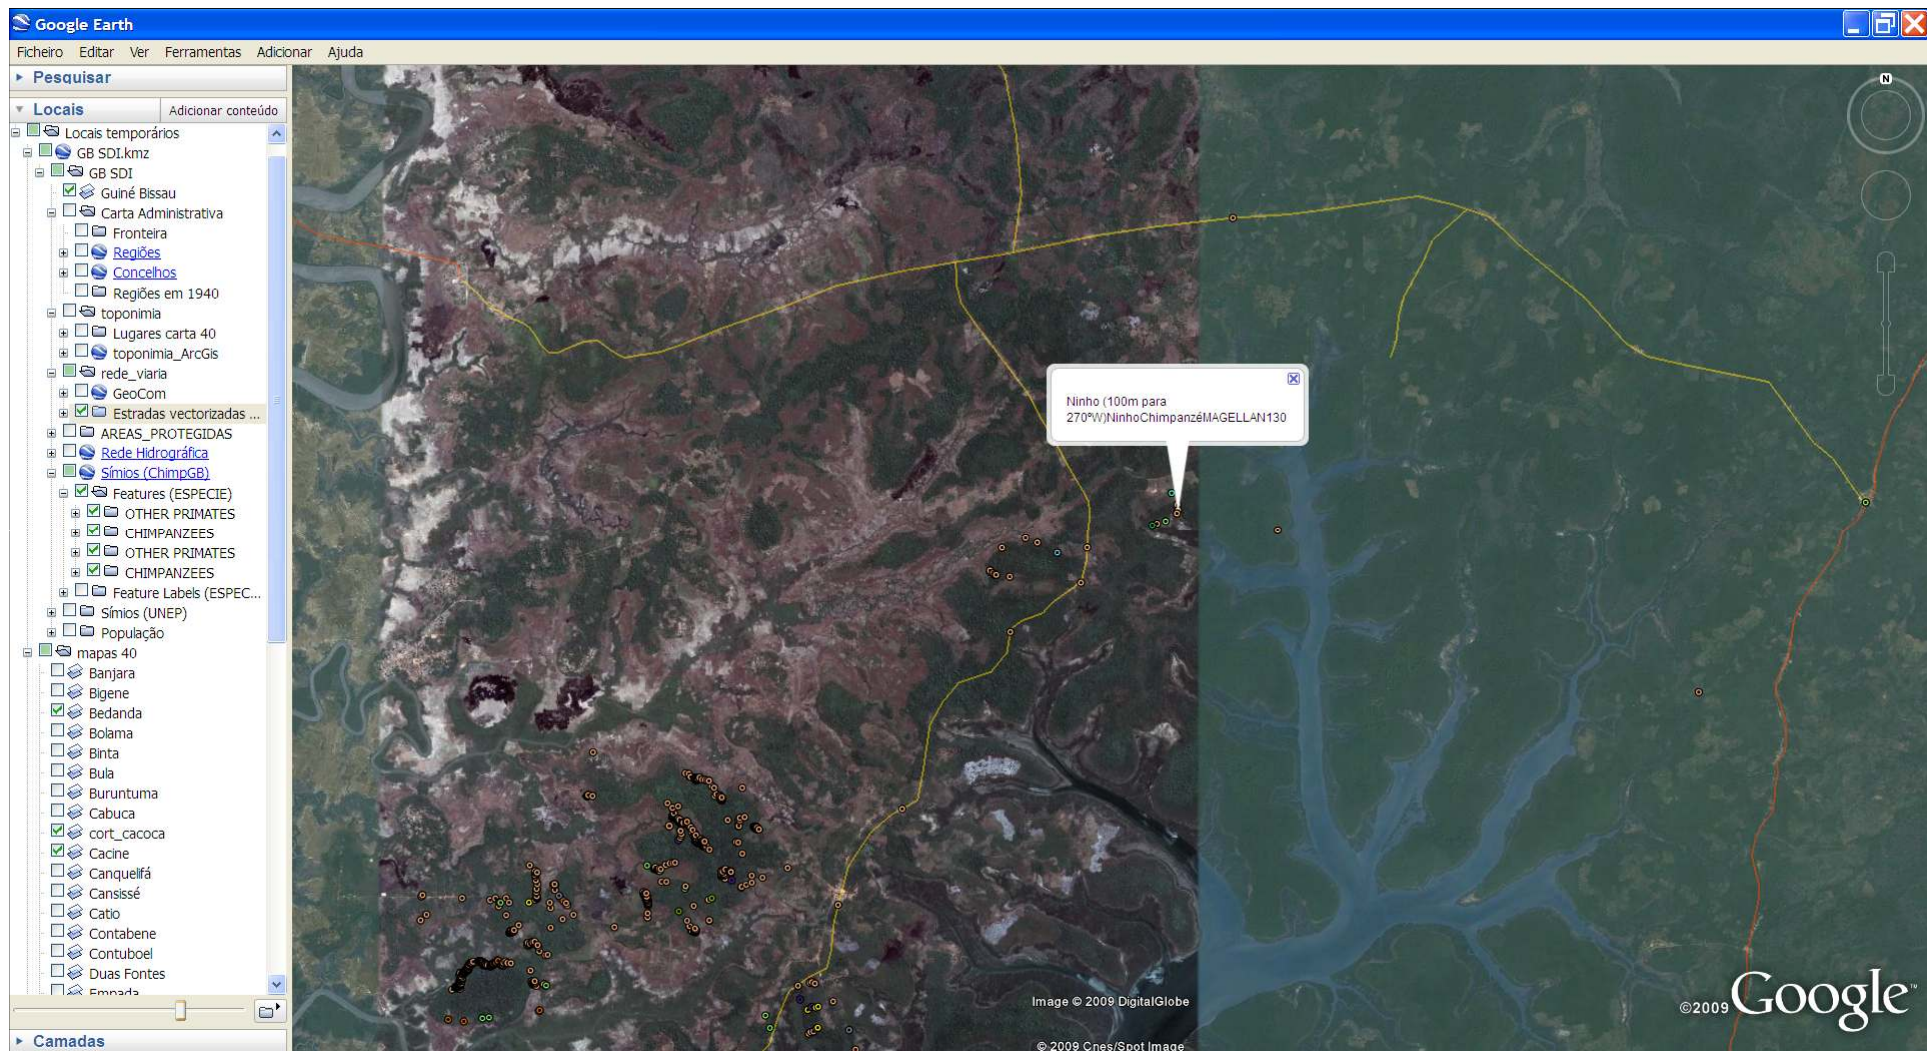 Google Earth
Ficheiro Editar Ver Ferramentas Adicionar Ajuda
Pesquisar
Locais Adicionar conteúdo
Locais temporários
GB SDI.kmz
GB SDI
Guiné Bissau
Carta Administrativa
Fronteira
Regiões
Concelhos
Regiões em 1940
toponimia
Lugares carta 40
toponimia_ArcGis
rede_viaria
GeoCom
Estradas vectorizadas ...
AREAS_PROTEGIDAS
Rede Hidrográfica
Símios (ChimpGB)
Features (ESPECIE)
OTHER PRIMATES
CHIMPANZEES
OTHER PRIMATES
CHIMPANZEES
Feature Labels (ESPEC...
Símios (UNEP)
População
mapas 40
Banjara
Bigene
Bedanda
Bolama
Binta
Bula
Buruntuma
Cabuca
cort_cacoca
Cacine
Canquelifá
Cansissé
Catio
Contabene
Contuboel
Duas Fontes
Empada
Camadas
Ninho (100m para
270ºW)NinhoChimpanzéMAGELLAN130
N
Image © 2009 DigitalGlobe
© 2009 Cnes/Spot Image
©2009 Google™